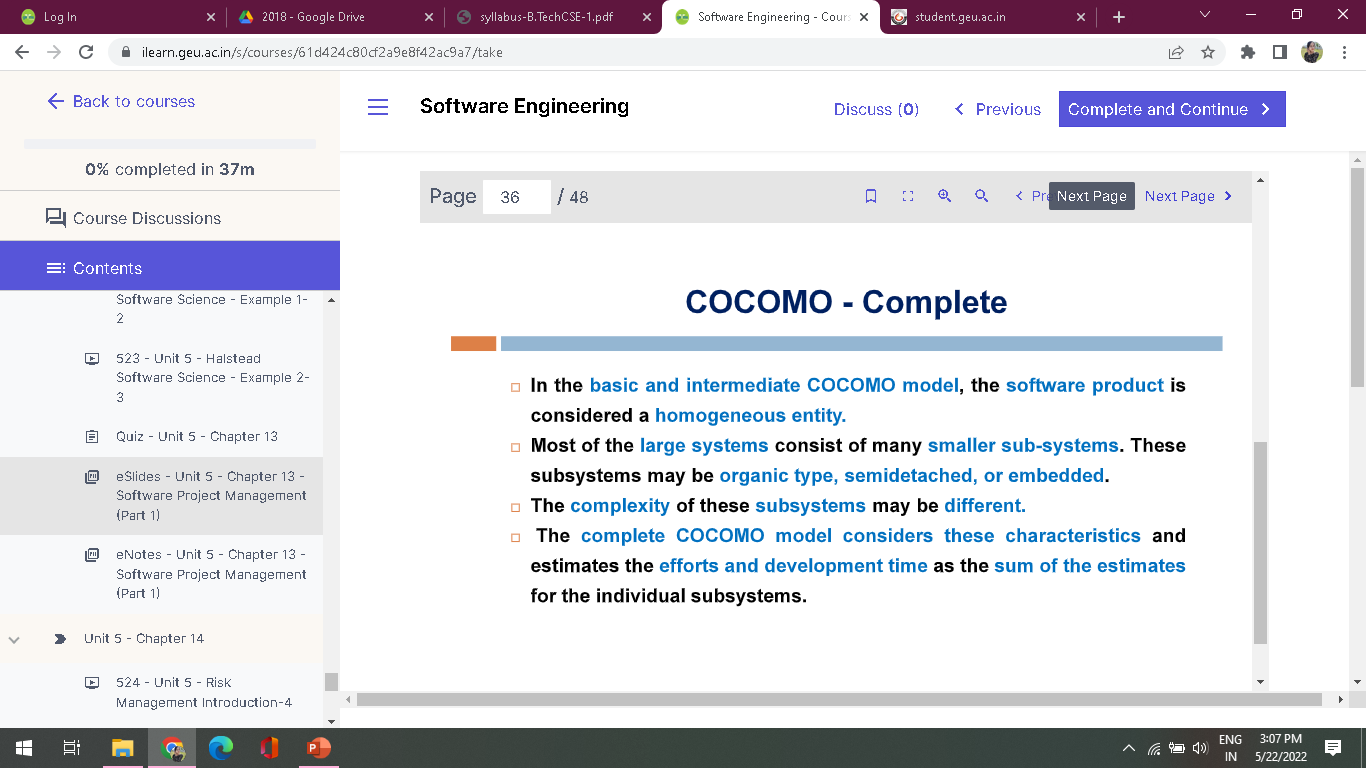 Log In
2018 - Google Drive
syllabus-B.TechCSE-1.pdf
Software Engineering - Cours
student.geu.ac.in
ilearn.geu.ac.in/s/courses/61d424c80cf2a9e8f42ac9a7/take
Back to courses
0% completed in 37m
Course Discussions
Contents
Software Science - Example 1-
2
523 - Unit 5 - Halstead
Software Science - Example 2-
3
Quiz - Unit 5 - Chapter 13
eSlides - Unit 5 - Chapter 13 -
Software Project Management
(Part 1)
eNotes - Unit 5 - Chapter 13 -
Software Project Management
(Part 1)
Unit 5 - Chapter 14
524 - Unit 5 - Risk
Management Introduction-4
Software Engineering
Discuss (0)
Previous
Complete and Continue
Page 36 / 48
Pre
Next Page
Next Page
COCOMO - Complete
In the basic and intermediate COCOMO model, the software product is
considered a homogeneous entity.
Most of the large systems consist of many smaller sub-systems. These
subsystems may be organic type, semidetached, or embedded.
The complexity of these subsystems may be different.
The complete COCOMO model considers these characteristics and
estimates the efforts and development time as the sum of the estimates
for the individual subsystems.
ENG
IN
3:07 PM
5/22/2022